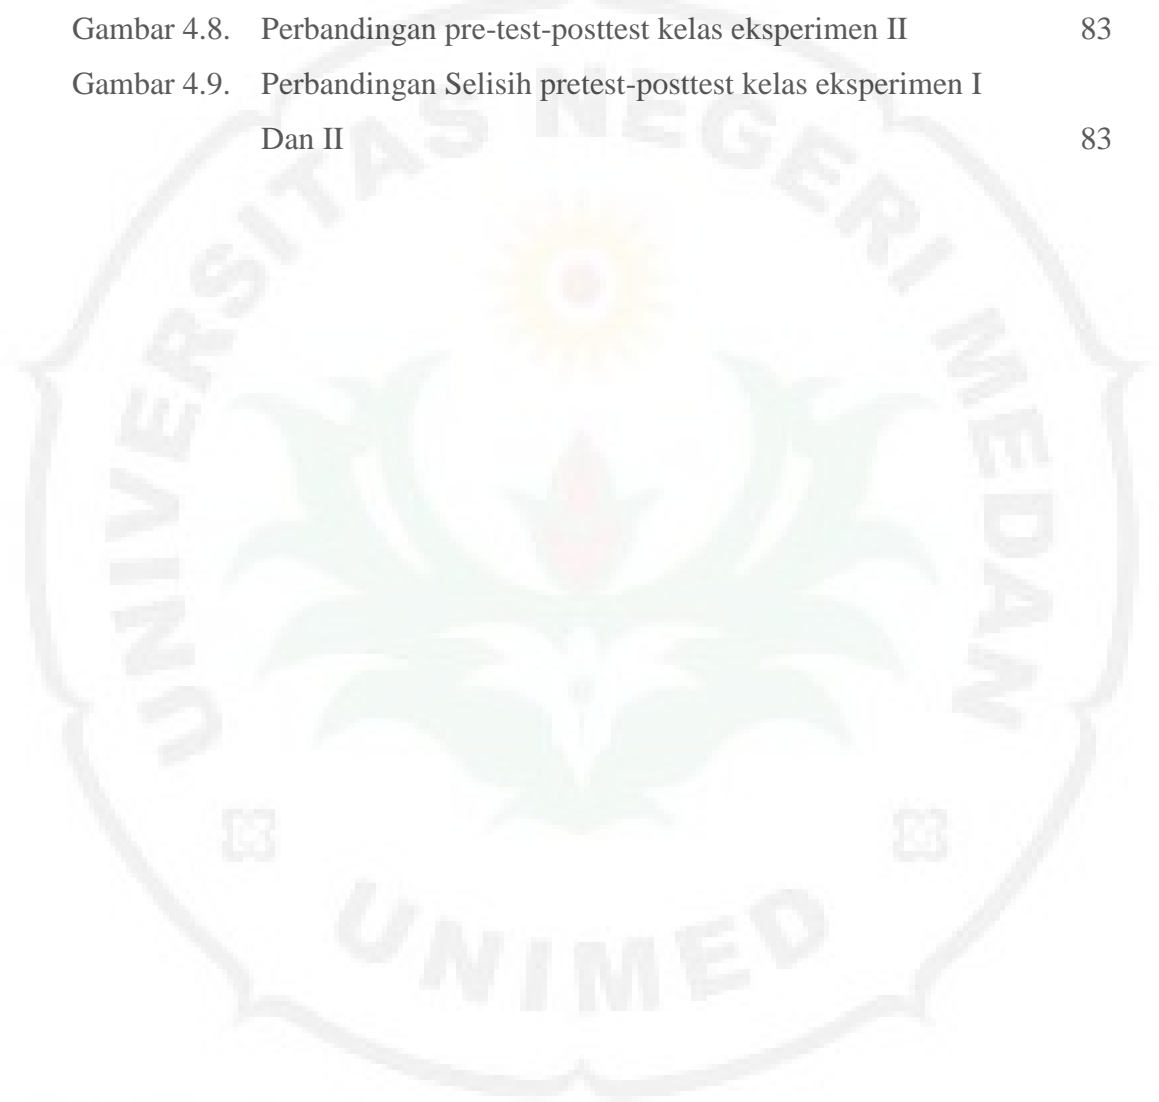 Gambar 4.8. Perbandingan pre-test-posttest kelas eksperimen II 83
Gambar 4.9. Perbandingan Selisih pretest-posttest kelas eksperimen I
Dan II 83
UNIVERSITAS NEGERI MEDAN
UNIMED